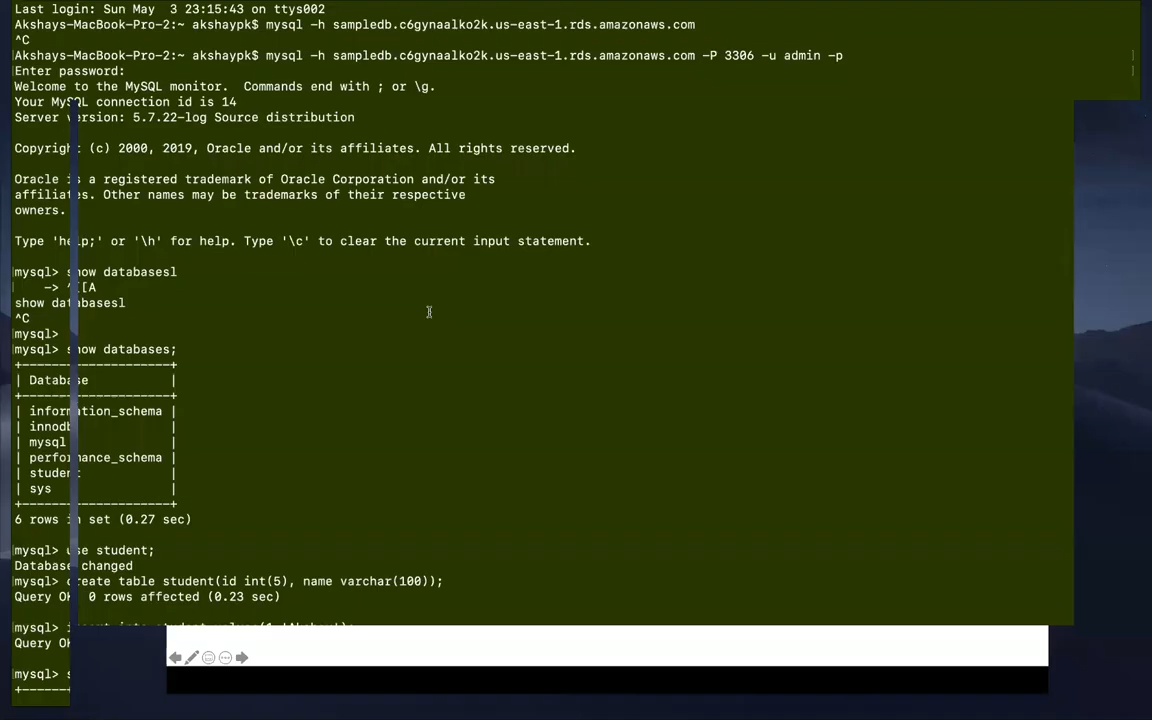 Last login: Sun May  3 23:15:43 on ttys002
Akshays-MacBook-Pro-2:~ akshaypk$ mysql -h sampledb.c6gynaalko2k.us-east-1.rds.amazonaws.com
^C
Akshays-MacBook-Pro-2:~ akshaypk$ mysql -h sampledb.c6gynaalko2k.us-east-1.rds.amazonaws.com -P 3306 -u admin -p
Enter password:
Welcome to the MySQL monitor.  Commands end with ; or \g.
Your MySQL connection id is 14
Server version: 5.7.22-log Source distribution
Copyright (c) 2000, 2019, Oracle and/or its affiliates. All rights reserved.
Oracle is a registered trademark of Oracle Corporation and/or its
affiliates. Other names may be trademarks of their respective
owners.
Type 'help;' or '\h' for help. Type '\c' to clear the current input statement.
mysql> show databasesl
    -> ^[[A
show databasesl
^C
mysql>
mysql> show databases;
+--------------------+
| Database           |
+--------------------+
| information_schema |
| innodb             |
| mysql              |
| performance_schema |
| student            |
| sys                |
+--------------------+
6 rows in set (0.27 sec)
mysql> use student;
Database changed
mysql> create table student(id int(5), name varchar(100));
Query OK, 0 rows affected (0.23 sec)
mysql>
Query OK
mysql> s
+-------